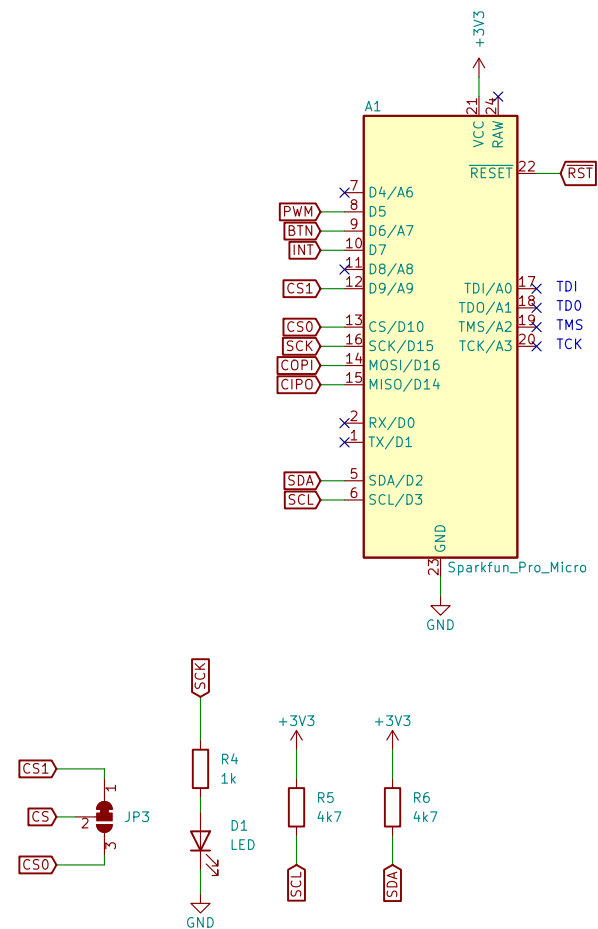 +3V3
A1
21
24
VCC
RAW
RESET
22
RST
7
D4/A6
PWM
8
D5
BTN
9
D6/A7
INT
10
D7
11
D8/A8
CS1
12
D9/A9
TDI/A0
17
TDI
TDO/A1
18
TDO
CS0
13
CS/D10
TMS/A2
19
TMS
SCK
16
SCK/D15
TCK/A3
20
TCK
COPI
14
MOSI/D16
CIPO
15
MISO/D14
2
RX/D0
1
TX/D1
SDA
5
SDA/D2
SCL
6
SCL/D3
GND
23
Sparkfun_Pro_Micro
GND
SCK
+3V3
+3V3
R4
1k
CS1
1
R5
4k7
R6
4k7
CS
2
JP3
D1
LED
3
CS0
SCL
SDA
GND